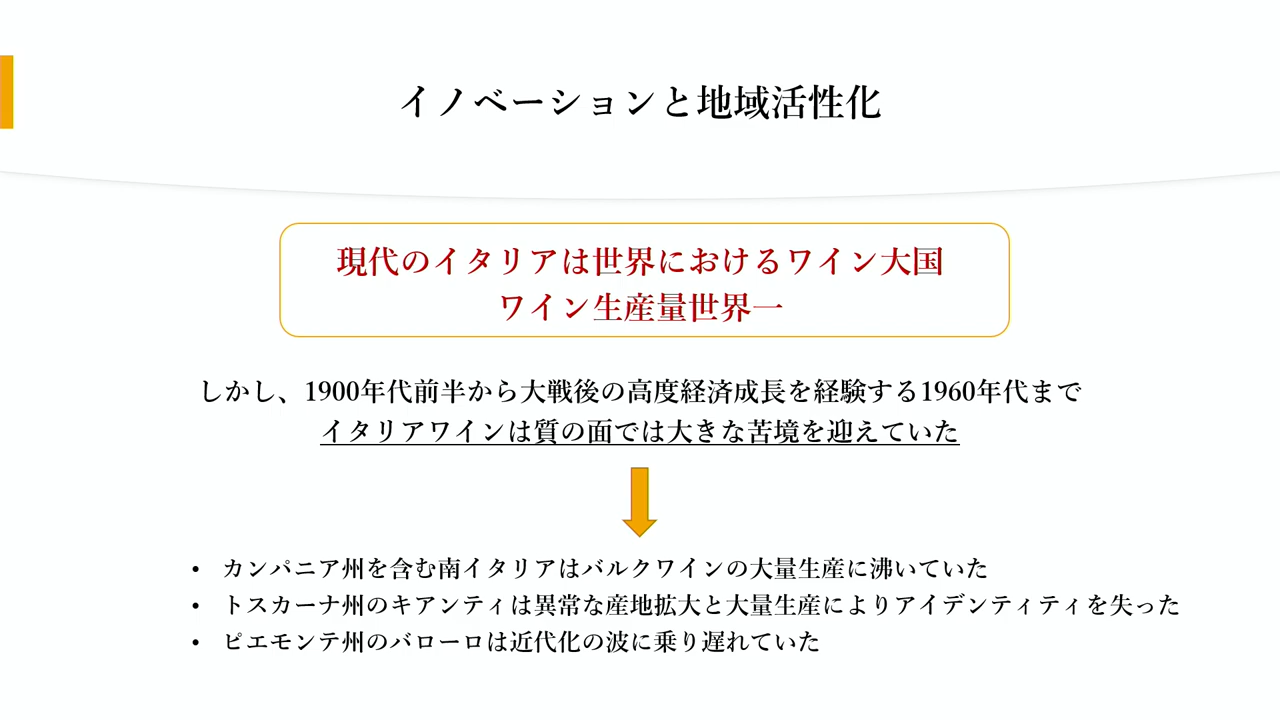 イノベーションと地域活性化
現代のイタリアは世界におけるワイン大国
ワイン生産量世界一
しかし、1900年代前半から大戦後の高度経済成長を経験する1960年代まで
イタリアワインは質の面では大きな苦境を迎えていた
• カンパニア州を含む南イタリアはバルクワインの大量生産に沸いていた
• トスカーナ州のキアンティは異常な産地拡大と大量生産によりアイデンティティを失った
• ピエモンテ州のバローロは近代化の波に乗り遅れていた